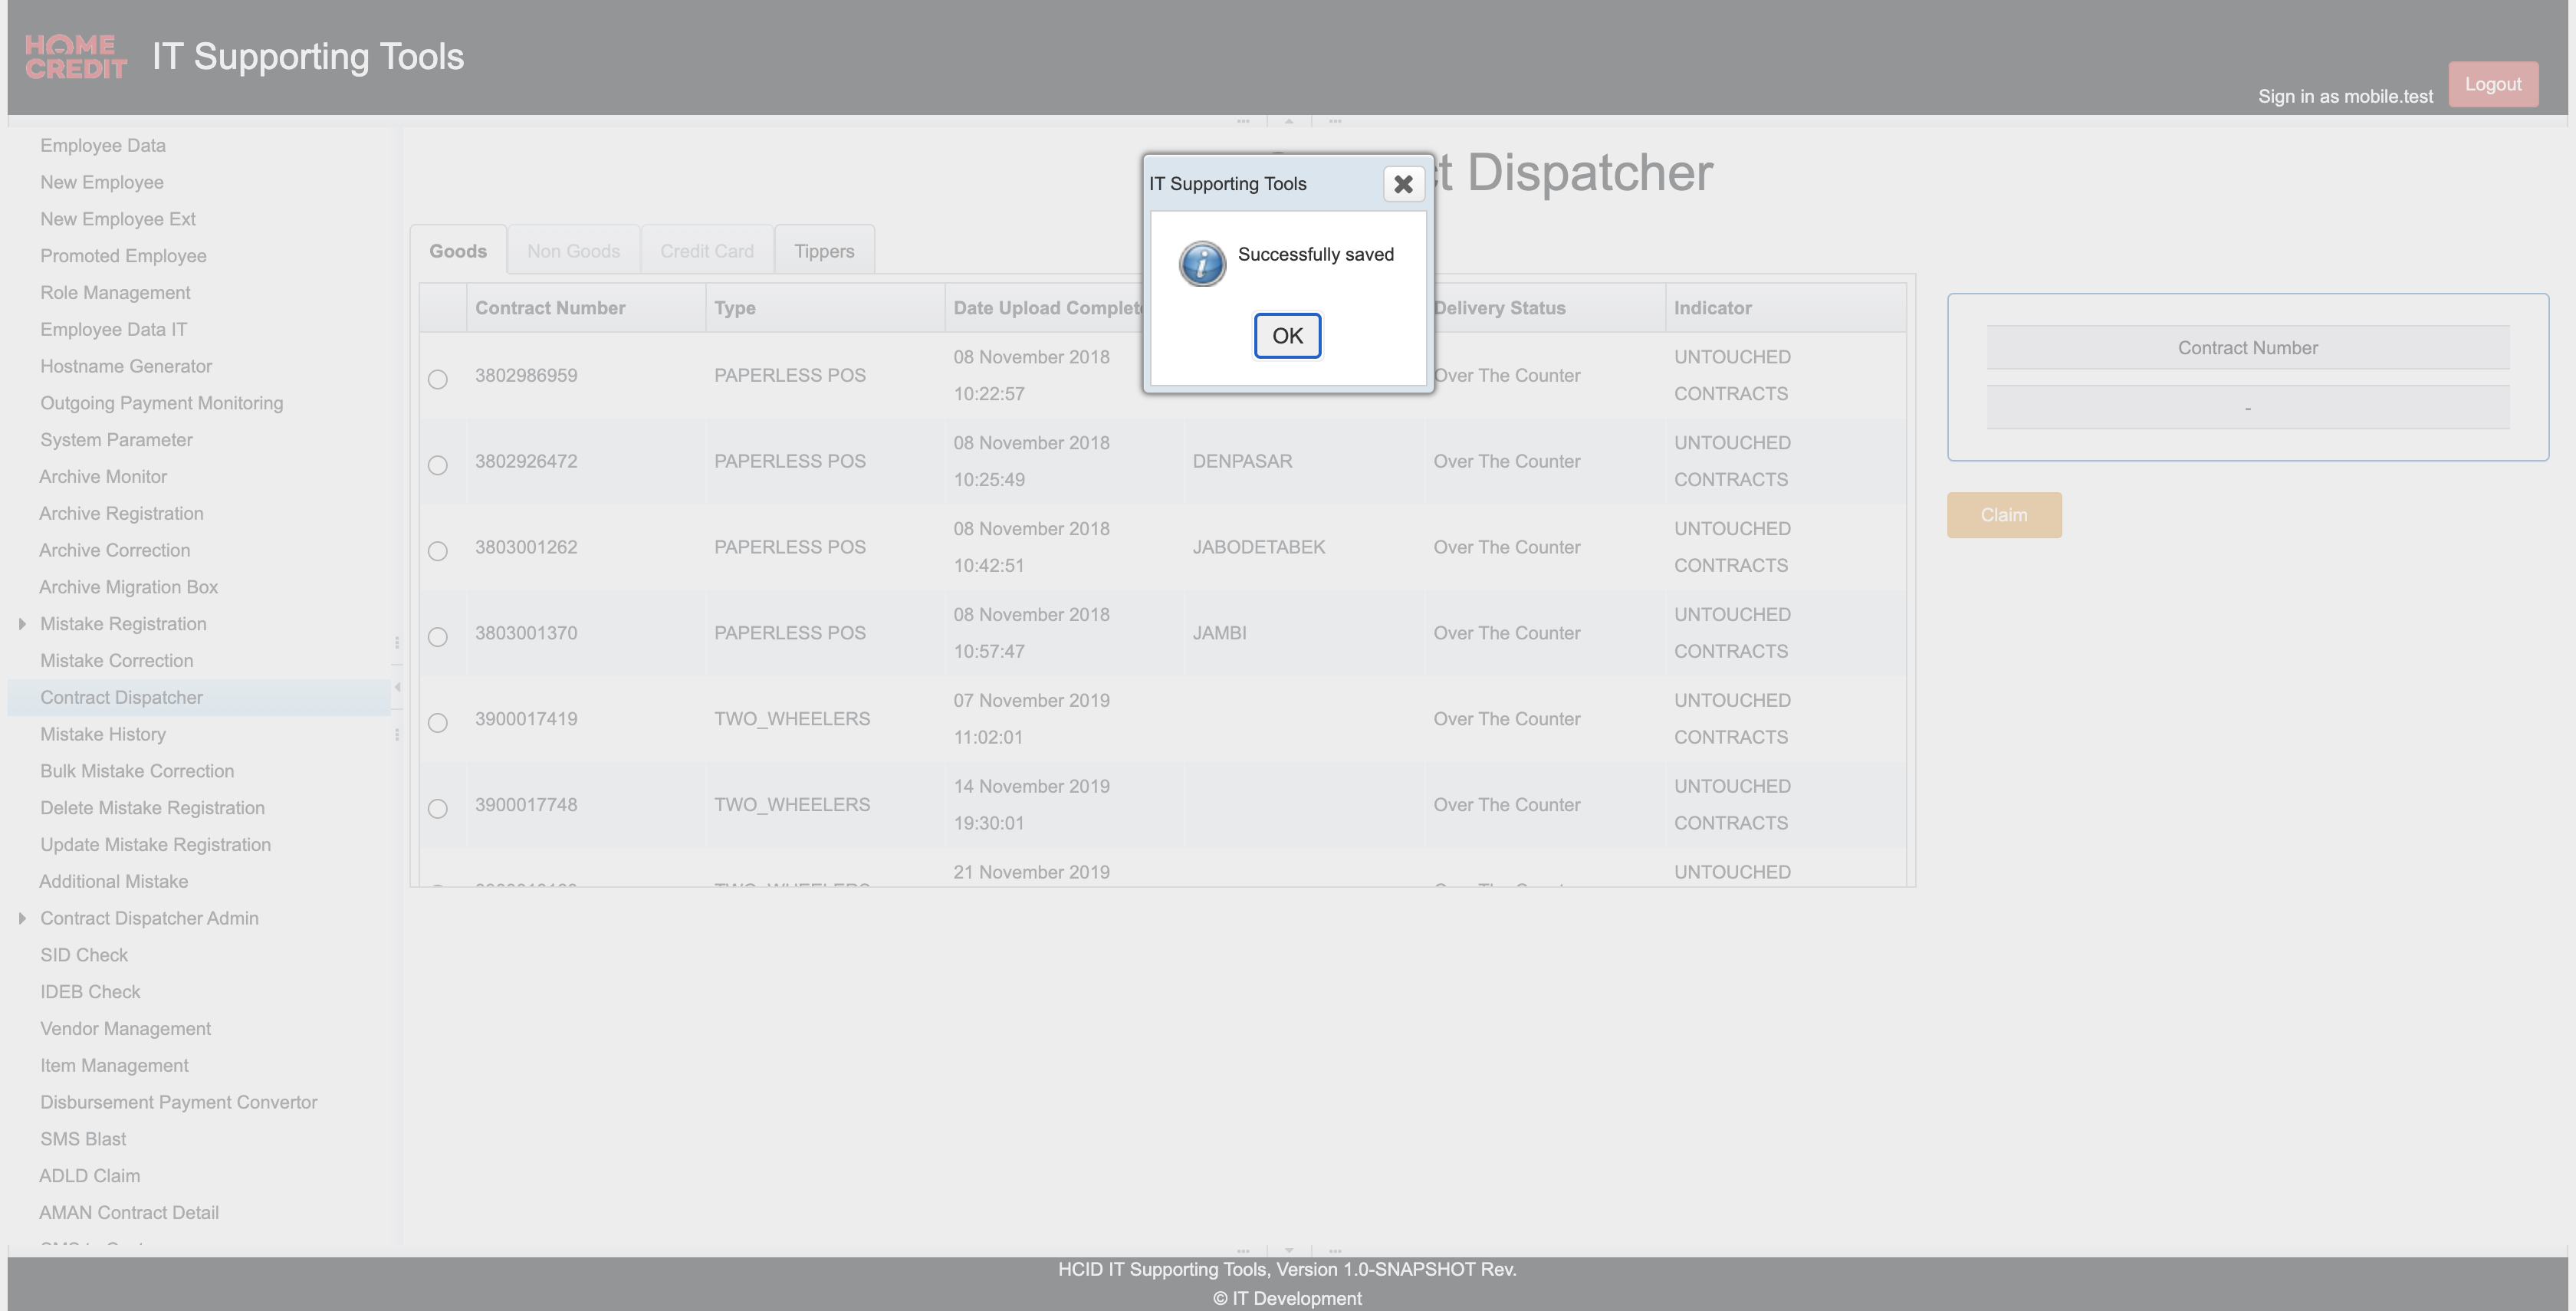 HOME
CREDIT
IT Supporting Tools
Sign in as mobile.test
Logout
Employee Data
New Employee
New Employee Ext
Promoted Employee
Role Management
Employee Data IT
Hostname Generator
Outgoing Payment Monitoring
System Parameter
Archive Monitor
Archive Registration
Archive Correction
Archive Migration Box
Mistake Registration
Mistake Correction
Contract Dispatcher
Mistake History
Bulk Mistake Correction
Delete Mistake Registration
Update Mistake Registration
Additional Mistake
Contract Dispatcher Admin
SID Check
IDEB Check
Vendor Management
Item Management
Disbursement Payment Convertor
SMS Blast
ADLD Claim
AMAN Contract Detail
t Dispatcher
IT Supporting Tools
Successfully saved
OK
Goods Non Goods Credit Card Tippers
Contract Number Type Date Upload Complet Delivery Status Indicator
3802986959 PAPERLESS POS 08 November 2018 10:22:57 Over The Counter UNTOUCHED CONTRACTS
3802926472 PAPERLESS POS 08 November 2018 10:25:49 DENPASAR Over The Counter UNTOUCHED CONTRACTS
3803001262 PAPERLESS POS 08 November 2018 10:42:51 JABODETABEK Over The Counter UNTOUCHED CONTRACTS
3803001370 PAPERLESS POS 08 November 2018 10:57:47 JAMBI Over The Counter UNTOUCHED CONTRACTS
3900017419 TWO_WHEELERS 07 November 2019 11:02:01 Over The Counter UNTOUCHED CONTRACTS
3900017748 TWO_WHEELERS 14 November 2019 19:30:01 Over The Counter UNTOUCHED CONTRACTS
21 November 2019 UNTOUCHED
Contract Number
-
Claim
HCID IT Supporting Tools, Version 1.0-SNAPSHOT Rev.
© IT Development